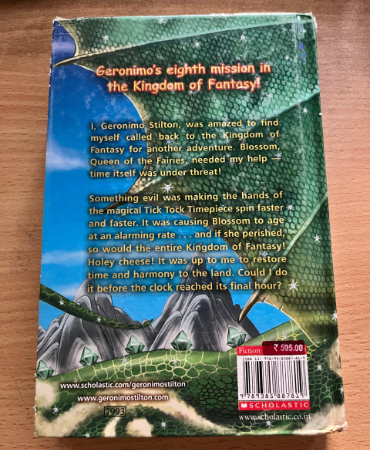 Geronimo's eighth mission in
the Kingdom of Fantasy!
I, Geronimo Stilton, was amazed to find
myself called back to the Kingdom of
Fantasy for another adventure. Blossom,
Queen of the Fairies, needed my help —
time itself was under threat!
Something evil was making the hands of
the magical Tick Tock Timepiece spin faster
and faster. It was causing Blossom to age
at an alarming rate . . . and if she perished,
so would the entire Kingdom of Fantasy!
Holey cheese! It was up to me to restore
time and harmony to the land. Could I do
it before the clock reached its final hour?
Fiction ₹ 595.00
www.scholastic.com/geronimostilton
www.geronimostilton.com
SCHOLASTIC
www.scholastic.co.in